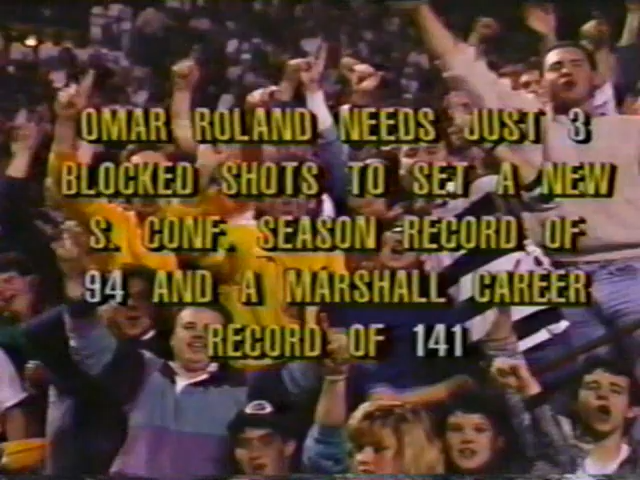 OMAR ROLAND NEEDS JUST 3
BLOCKED SHOTS TO SET A NEW
S. CONF. SEASON RECORD OF
94 AND A MARSHALL CAREER
RECORD OF 141